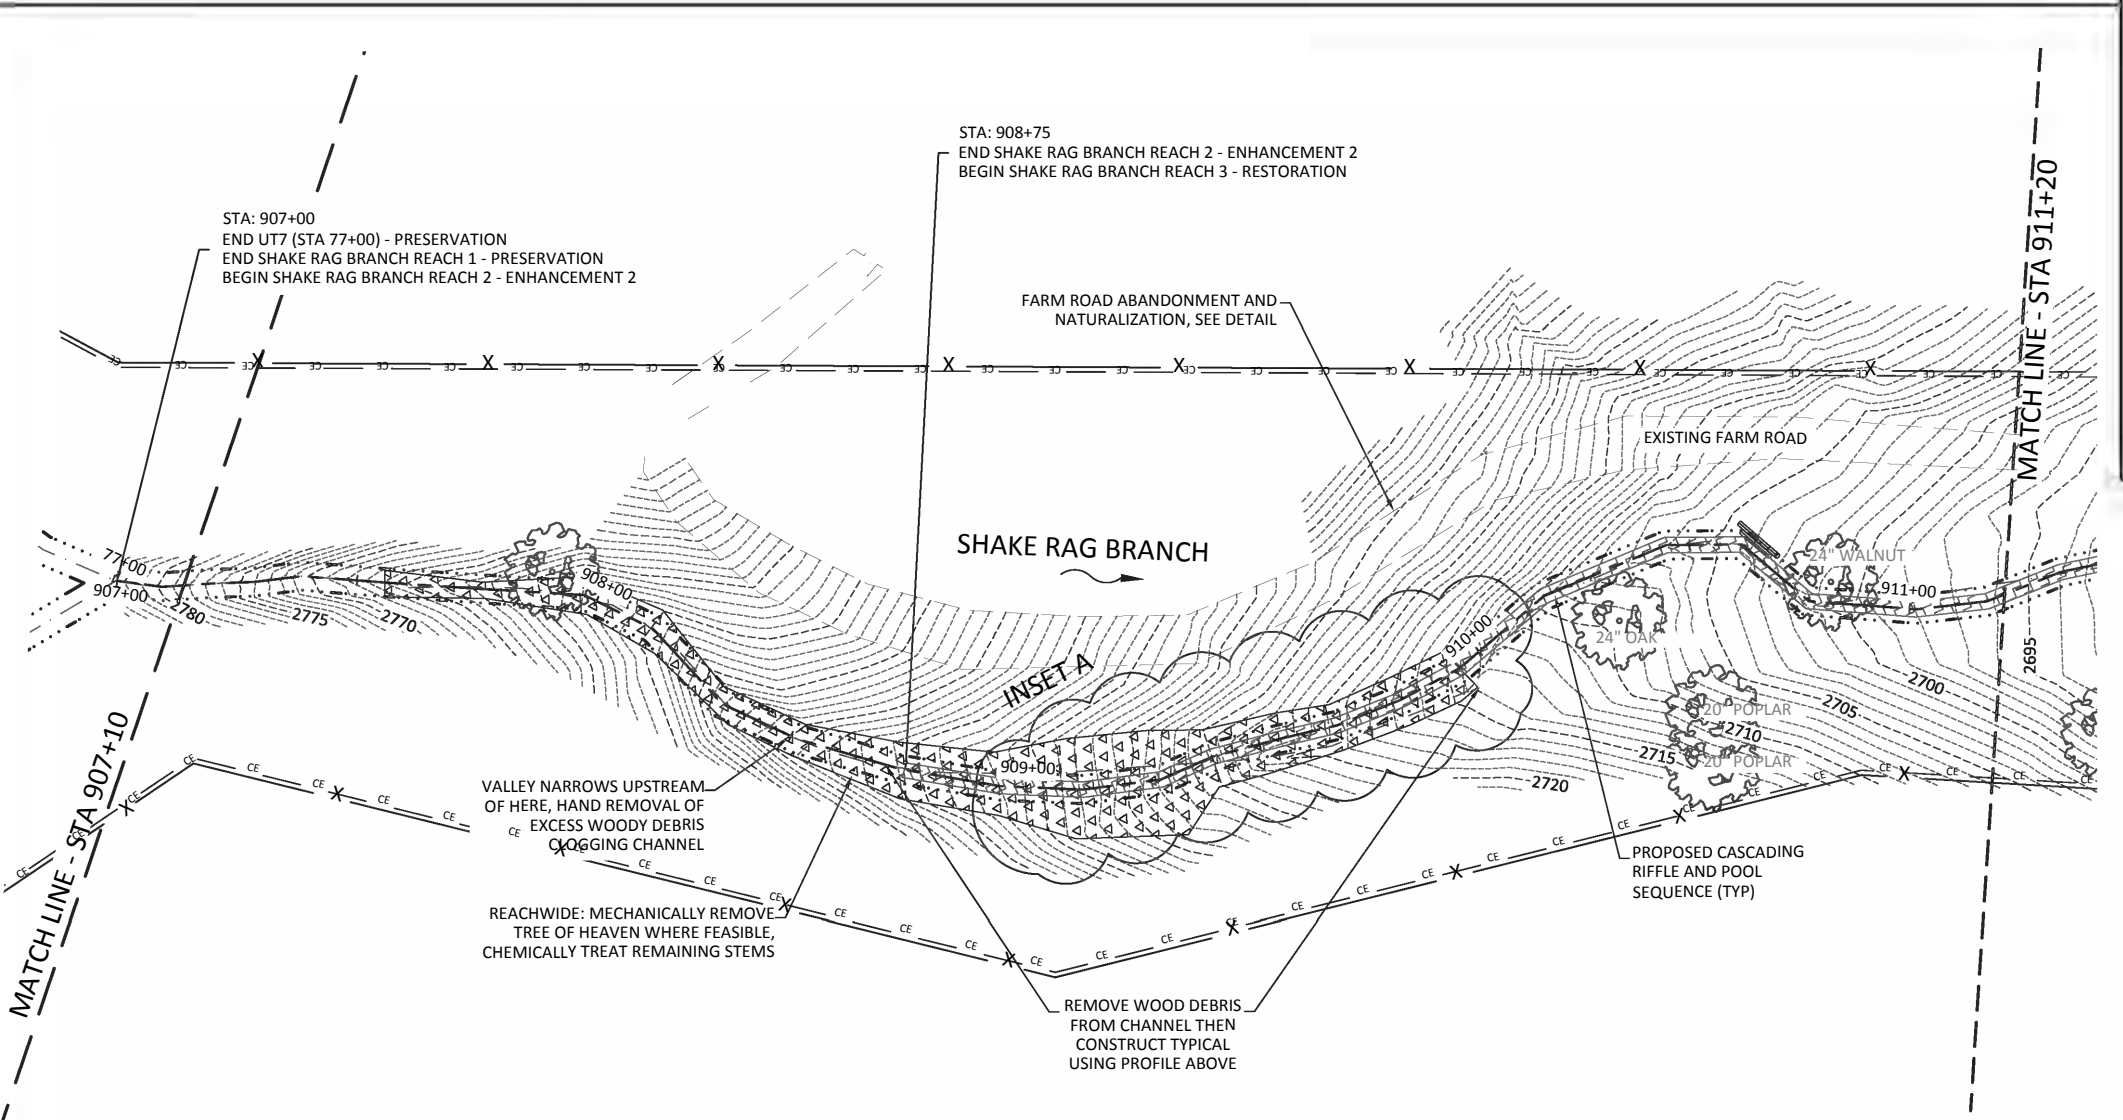 STA: 908+75
END SHAKE RAG BRANCH REACH 2 - ENHANCEMENT 2
BEGIN SHAKE RAG BRANCH REACH 3 - RESTORATION
STA: 907+00
END UT7 (STA 77+00) - PRESERVATION
END SHAKE RAG BRANCH REACH 1 - PRESERVATION
BEGIN SHAKE RAG BRANCH REACH 2 - ENHANCEMENT 2
FARM ROAD ABANDONMENT AND
NATURALIZATION, SEE DETAIL
MATCH LINE - STA 911+20
EXISTING FARM ROAD
SHAKE RAG BRANCH
77+00
907+00
2780
2775
2770
908+00
INSET A
909+00
910+00
24" WALNUT
911+00
24" OAK
2695
2700
2705
20" POPLAR
2710
2715
20" POPLAR
2720
VALLEY NARROWS UPSTREAM
OF HERE, HAND REMOVAL OF
EXCESS WOODY DEBRIS
CLOGGING CHANNEL
REACHWIDE: MECHANICALLY REMOVE
TREE OF HEAVEN WHERE FEASIBLE,
CHEMICALLY TREAT REMAINING STEMS
PROPOSED CASCADING
RIFFLE AND POOL
SEQUENCE (TYP)
REMOVE WOOD DEBRIS
FROM CHANNEL THEN
CONSTRUCT TYPICAL
USING PROFILE ABOVE
MATCH LINE - STA 907+10
CE